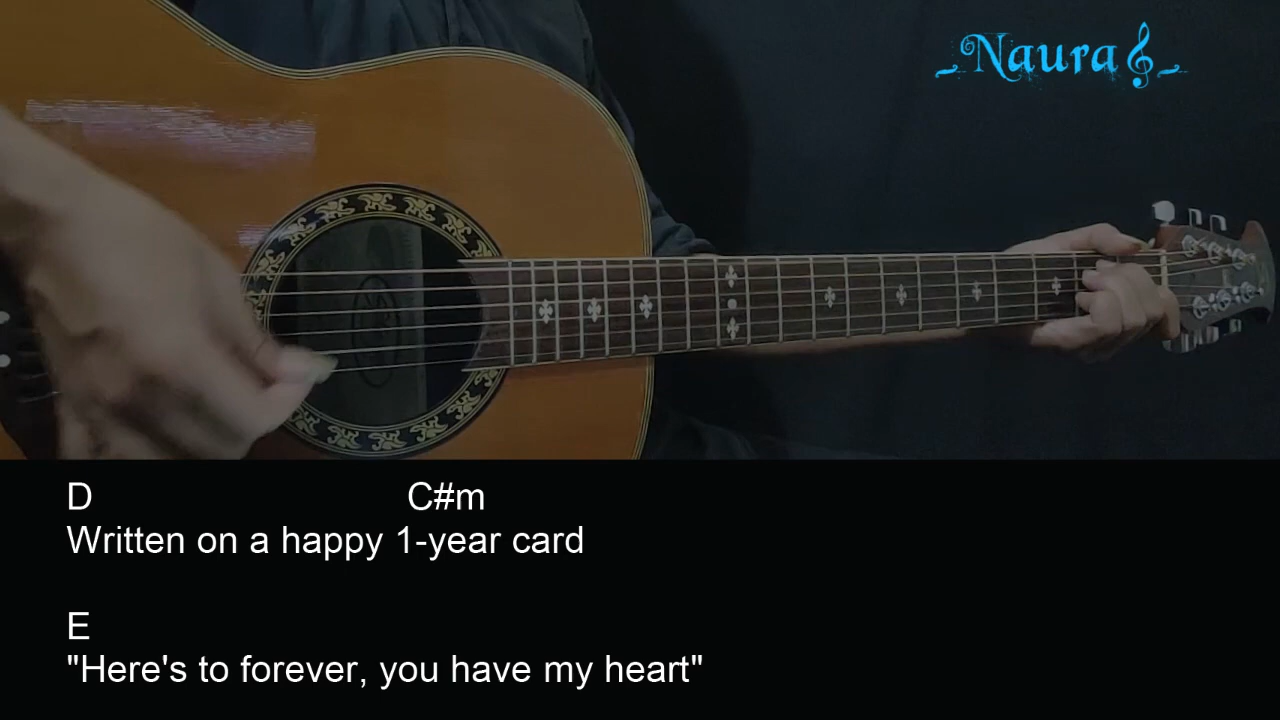 Naura
D C#m
Written on a happy 1-year card
E
"Here's to forever, you have my heart"